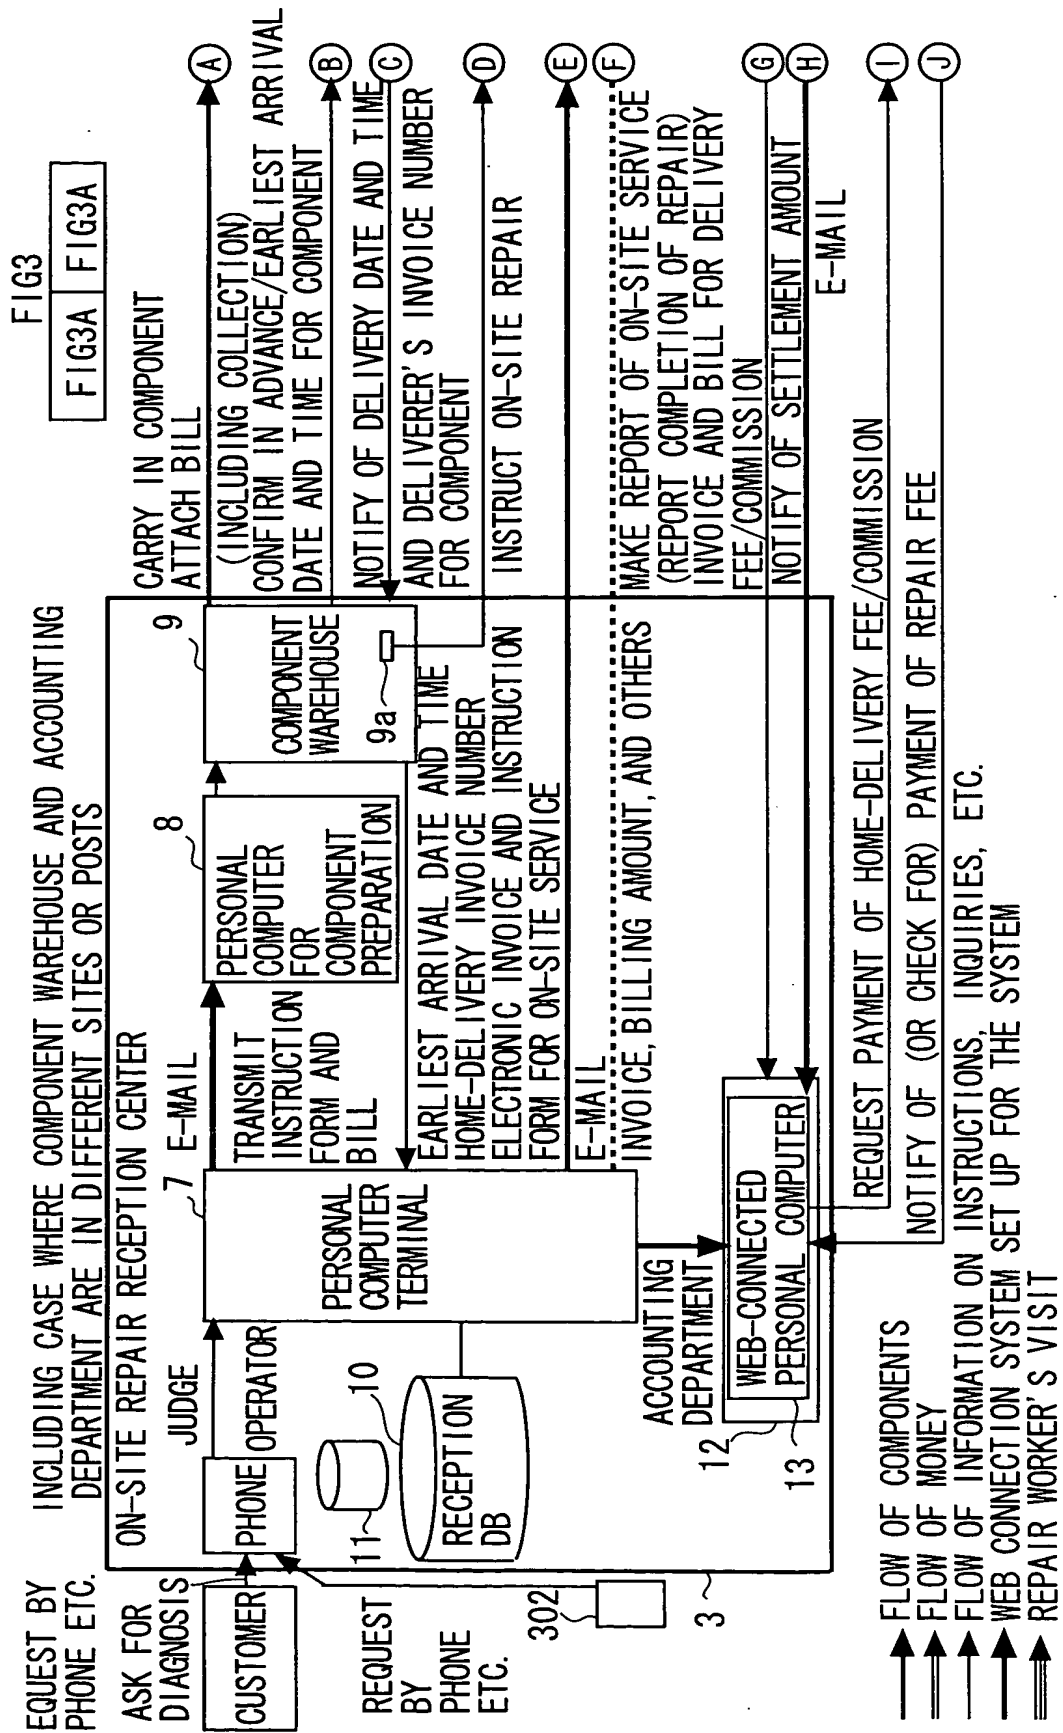 FIG3
FIG3A
FIG3A
INCLUDING CASE WHERE COMPONENT WAREHOUSE AND ACCOUNTING
DEPARTMENT ARE IN DIFFERENT SITES OR POSTS
EQUEST BY
PHONE ETC.
ASK FOR
DIAGNOSIS
CUSTOMER
REQUEST
BY
PHONE
ETC.
302
3
ON-SITE REPAIR RECEPTION CENTER
PHONE
OPERATOR
JUDGE
11
10
RECEPTION
DB
7
PERSONAL
COMPUTER
TERMINAL
E-MAIL
TRANSMIT
INSTRUCTION
FORM AND
BILL
8
PERSONAL
COMPUTER
FOR
COMPONENT
PREPARATION
9
COMPONENT
WAREHOUSE
9a
EARLIEST ARRIVAL DATE AND TIME
HOME-DELIVERY INVOICE NUMBER
ELECTRONIC INVOICE AND INSTRUCTION
FORM FOR ON-SITE SERVICE
E-MAIL
INVOICE, BILLING AMOUNT, AND OTHERS
ACCOUNTING
DEPARTMENT
12
13
WEB-CONNECTED
PERSONAL COMPUTER
CARRY IN COMPONENT
ATTACH BILL
A
(INCLUDING COLLECTION)
CONFIRM IN ADVANCE/EARLIEST ARRIVAL
DATE AND TIME FOR COMPONENT
B
NOTIFY OF DELIVERY DATE AND TIME
C
AND DELIVERER'S INVOICE NUMBER
FOR COMPONENT
D
INSTRUCT ON-SITE REPAIR
E
F
MAKE REPORT OF ON-SITE SERVICE
(REPORT COMPLETION OF REPAIR)
INVOICE AND BILL FOR DELIVERY
FEE/COMMISSION
G
NOTIFY OF SETTLEMENT AMOUNT
H
E-MAIL
REQUEST PAYMENT OF HOME-DELIVERY FEE/COMMISSION
I
NOTIFY OF (OR CHECK FOR) PAYMENT OF REPAIR FEE
J
FLOW OF COMPONENTS
FLOW OF MONEY
FLOW OF INFORMATION ON INSTRUCTIONS, INQUIRIES, ETC.
WEB CONNECTION SYSTEM SET UP FOR THE SYSTEM
REPAIR WORKER'S VISIT